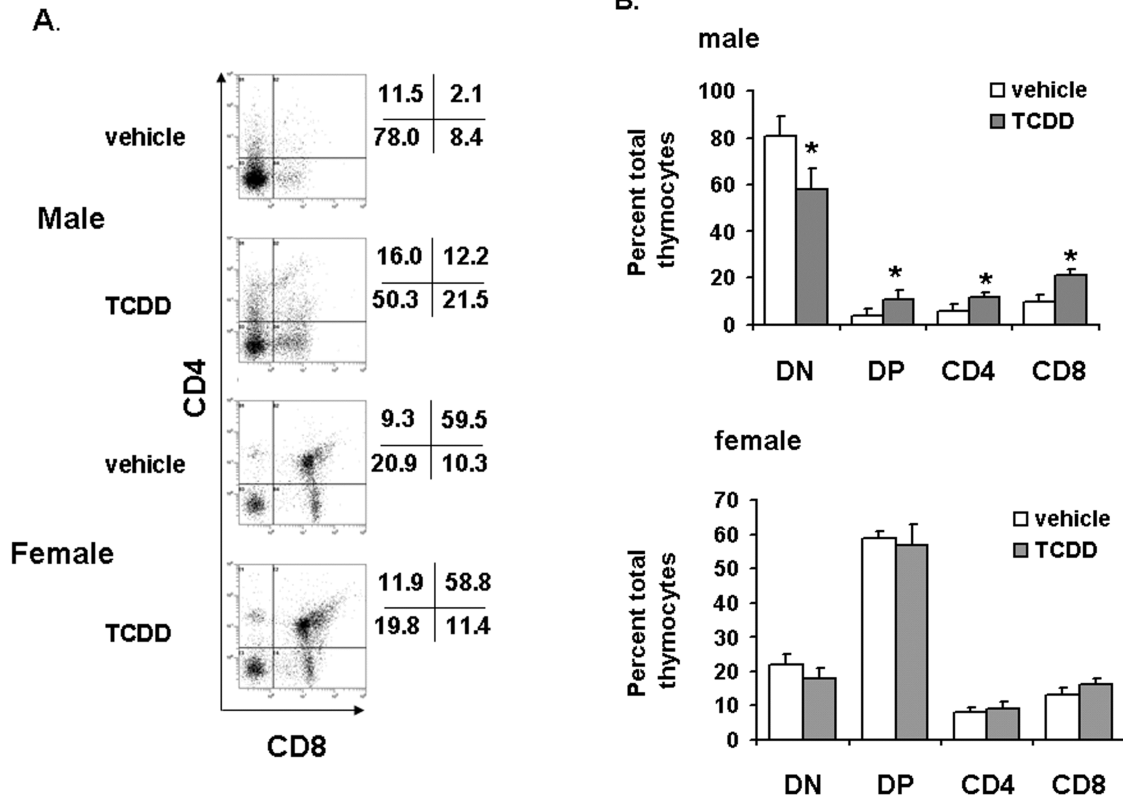 A.
vehicle
11.5 2.1
78.0 8.4
Male
TCDD
16.0 12.2
50.3 21.5
CD4
vehicle
9.3 59.5
20.9 10.3
Female
TCDD
11.9 58.8
19.8 11.4
CD8
B.
male
vehicle
TCDD
Percent total
thymocytes
100
80
60
40
20
0
*
*
*
*
DN DP CD4 CD8
female
vehicle
TCDD
Percent total
thymocytes
70
60
50
40
30
20
10
0
DN DP CD4 CD8